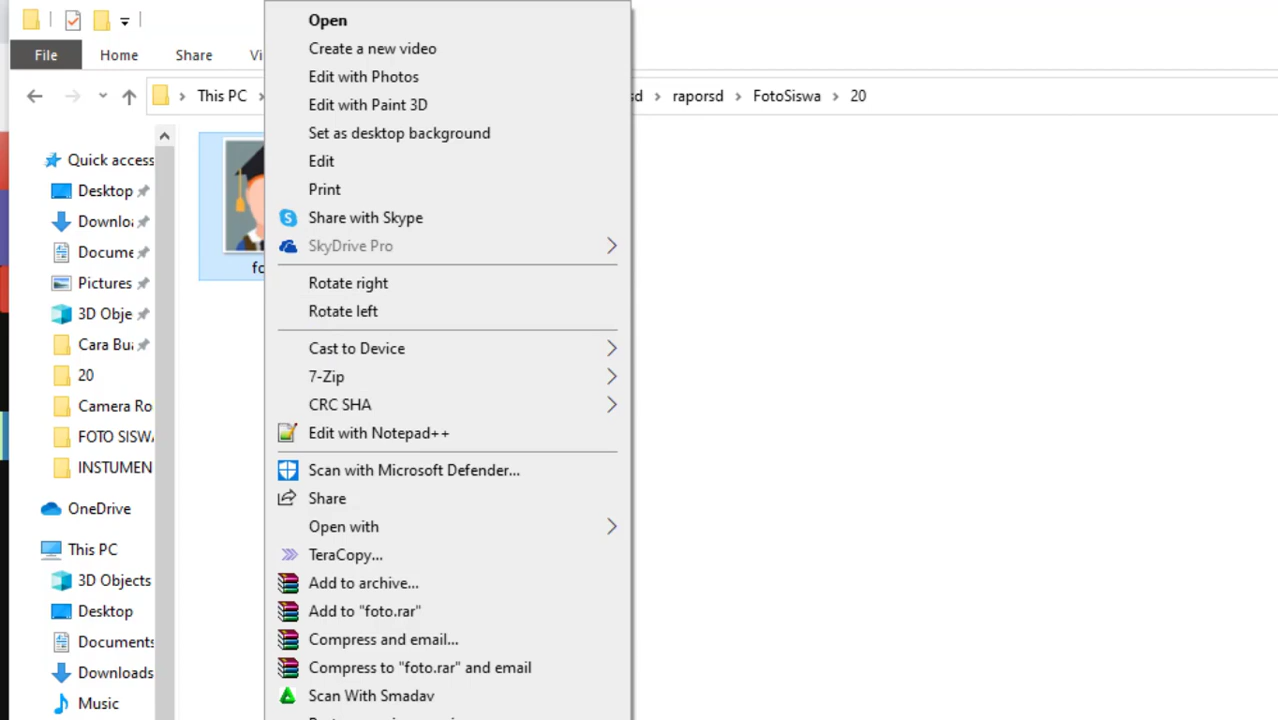 File
Home
Share
Vi
This PC
sd
raporsd
FotoSiswa
20
Quick access
Desktop
Downloa
Docume
Pictures
3D Obje
Cara Bua
20
Camera Ro
FOTO SISWA
INSTUMEN
OneDrive
This PC
3D Objects
Desktop
Documents
Downloads
Music
fo
Open
Create a new video
Edit with Photos
Edit with Paint 3D
Set as desktop background
Edit
Print
Share with Skype
SkyDrive Pro
Rotate right
Rotate left
Cast to Device
7-Zip
CRC SHA
Edit with Notepad++
Scan with Microsoft Defender...
Share
Open with
TeraCopy...
Add to archive...
Add to "foto.rar"
Compress and email...
Compress to "foto.rar" and email
Scan With Smadav